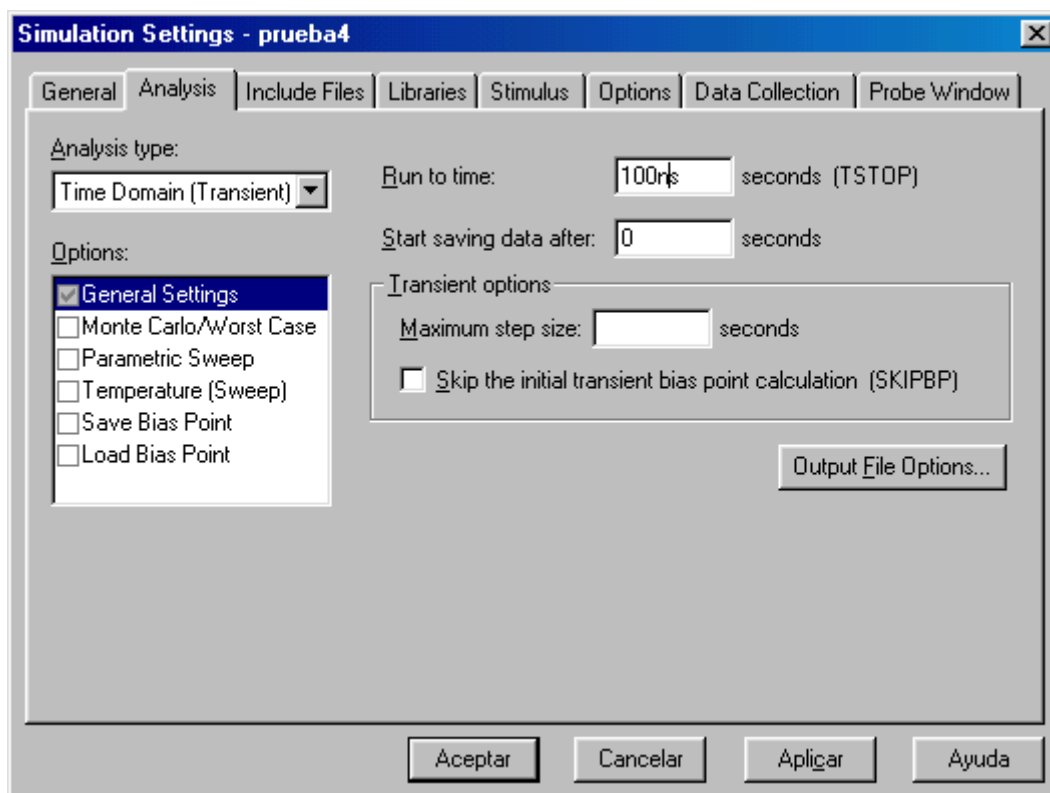 Simulation Settings - prueba4
General Analysis Include Files Libraries Stimulus Options Data Collection Probe Window
Analysis type:
Time Domain (Transient)
Run to time: 100ns seconds (TSTOP)
Start saving data after: 0 seconds
Options:
General Settings
Monte Carlo/Worst Case
Parametric Sweep
Temperature (Sweep)
Save Bias Point
Load Bias Point
Transient options
Maximum step size: seconds
Skip the initial transient bias point calculation (SKIPBP)
Output File Options...
Aceptar Cancelar Aplicar Ayuda